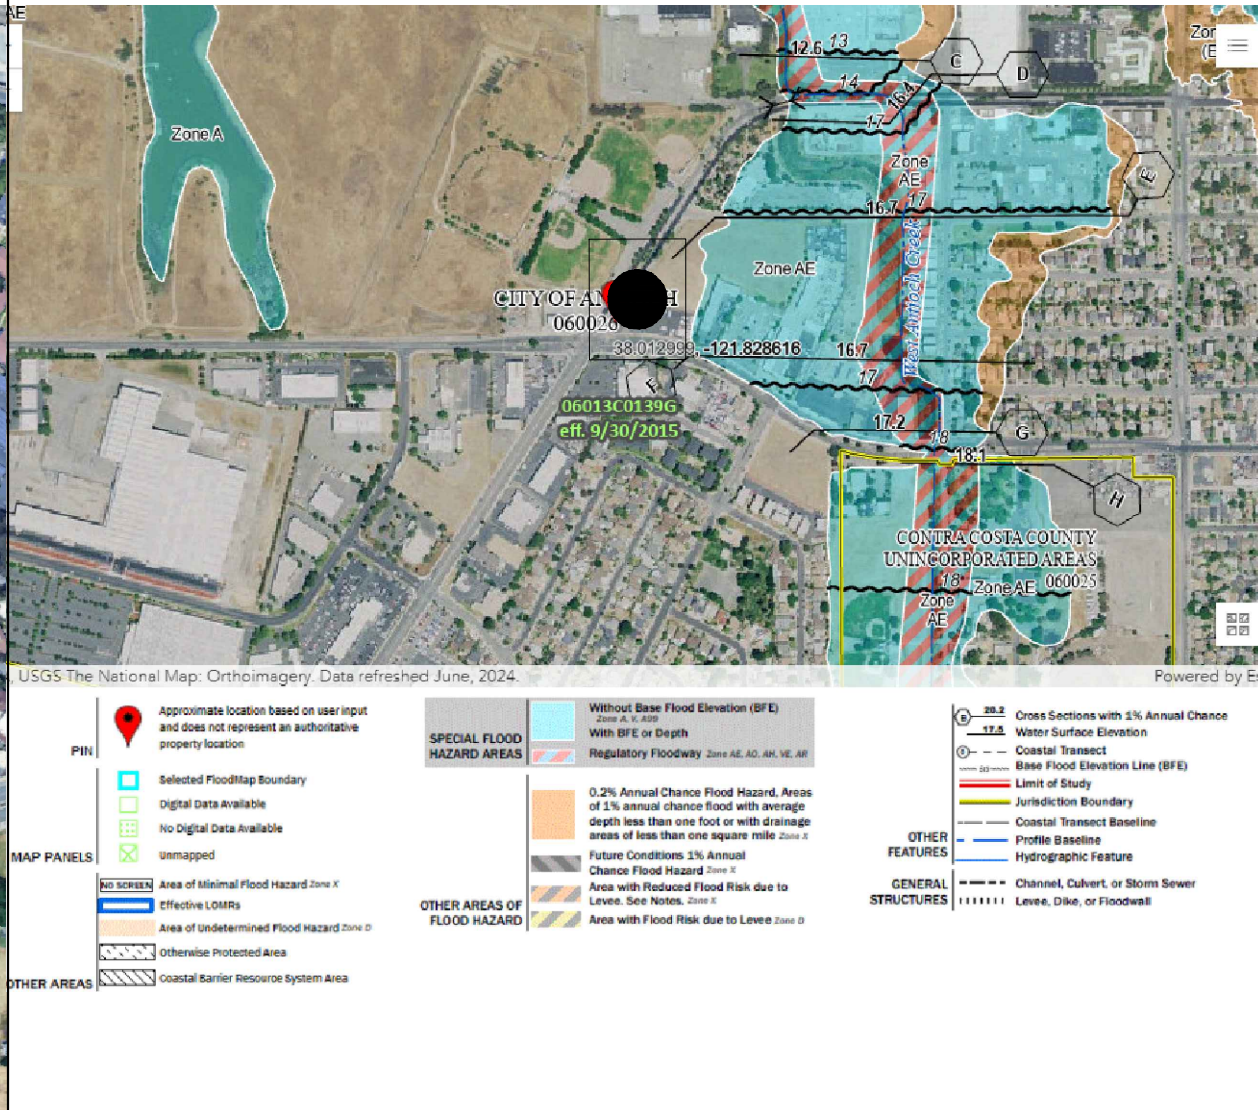 AE
Zone A
12.6
13
C
D
14
16.4
17
Zone
AE
E
16.7
17
Zone AE
West Antioch Creek
CITY OF AN H
060026
38.012999, -121.828616
16.7
F
17
06013C0139G
eff. 9/30/2015
17.2
18
G
18.1
H
CONTRA COSTA COUNTY
UNINCORPORATED AREAS
060025
18
Zone AE
Zone
AE
Zon
(E
, USGS The National Map: Orthoimagery. Data refreshed June, 2024.
Powered by Es
PIN
Approximate location based on user input
and does not represent an authoritative
property location
MAP PANELS
Selected FloodMap Boundary
Digital Data Available
No Digital Data Available
Unmapped
OTHER AREAS
NO SCREEN Area of Minimal Flood Hazard Zone X
Effective LOMRs
Area of Undetermined Flood Hazard Zone D
Otherwise Protected Area
Coastal Barrier Resource System Area
SPECIAL FLOOD
HAZARD AREAS
Without Base Flood Elevation (BFE)
Zone A, V, A99
With BFE or Depth
Regulatory Floodway Zone AE, AO, AH, VE, AR
OTHER AREAS OF
FLOOD HAZARD
0.2% Annual Chance Flood Hazard, Areas
of 1% annual chance flood with average
depth less than one foot or with drainage
areas of less than one square mile Zone X
Future Conditions 1% Annual
Chance Flood Hazard Zone X
Area with Reduced Flood Risk due to
Levee. See Notes. Zone X
Area with Flood Risk due to Levee Zone D
OTHER
FEATURES
B 20.2 Cross Sections with 1% Annual Chance
17.5 Water Surface Elevation
8 Coastal Transect
Base Flood Elevation Line (BFE)
Limit of Study
Jurisdiction Boundary
Coastal Transect Baseline
Profile Baseline
Hydrographic Feature
GENERAL
STRUCTURES
Channel, Culvert, or Storm Sewer
Levee, Dike, or Floodwall